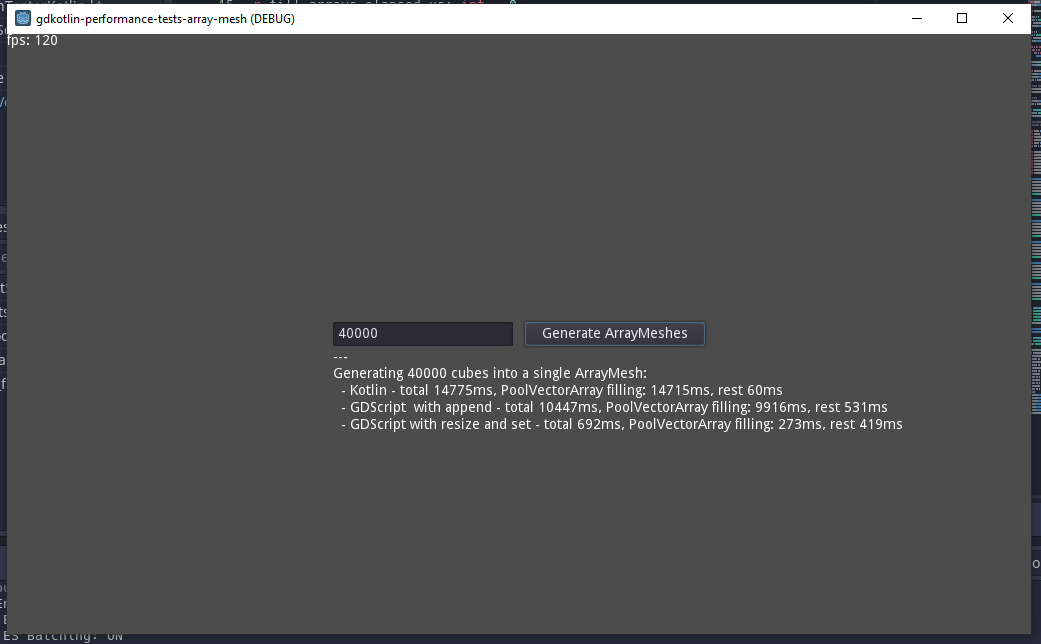 gdkotlin-performance-tests-array-mesh (DEBUG)
fps: 120
40000
Generate ArrayMeshes
---
Generating 40000 cubes into a single ArrayMesh:
- Kotlin - total 14775ms, PoolVectorArray filling: 14715ms, rest 60ms
- GDScript  with append - total 10447ms, PoolVectorArray filling: 9916ms, rest 531ms
- GDScript with resize and set - total 692ms, PoolVectorArray filling: 273ms, rest 419ms
ES Batching: ON